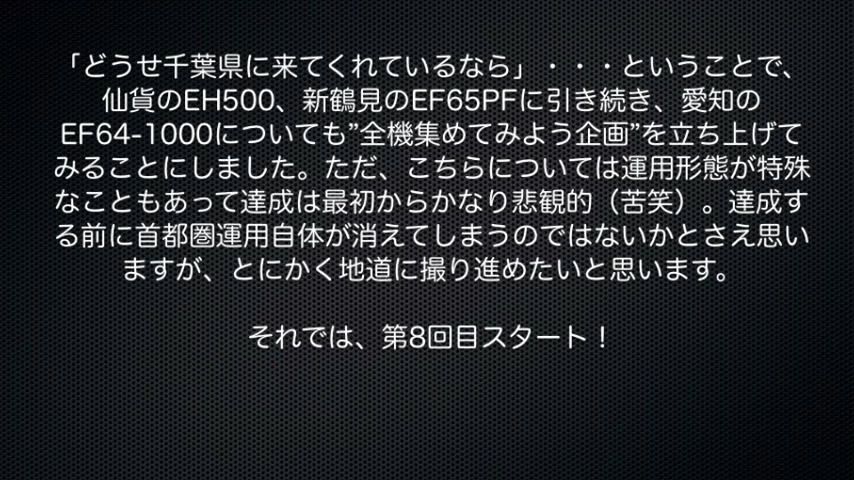 「どうせ千葉県に来てくれているなら」・・・ということで、
仙貨のEH500、新鶴見のEF65PFに引き続き、愛知の
EF64-1000についても”全機集めてみよう企画”を立ち上げて
みることにしました。ただ、こちらについては運用形態が特殊
なこともあって達成は最初からかなり悲観的（苦笑）。達成す
る前に首都圏運用自体が消えてしまうのではないかとさえ思い
ますが、とにかく地道に撮り進めたいと思います。
それでは、第8回目スタート！